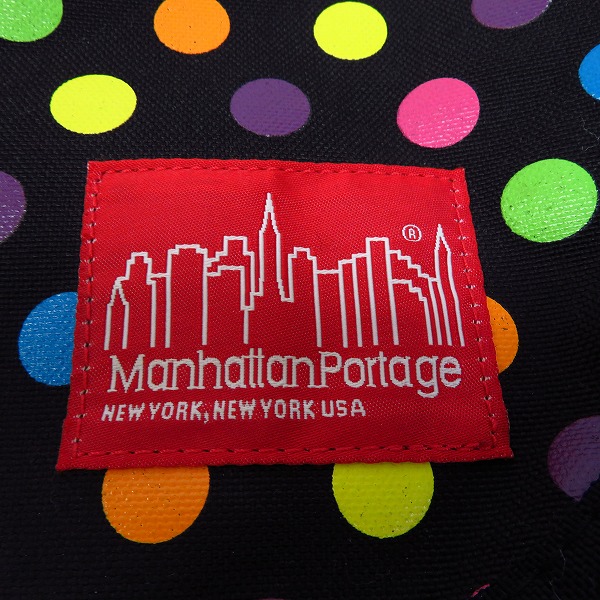 ®
ManhattanPortage
NEW YORK, NEW YORK USA